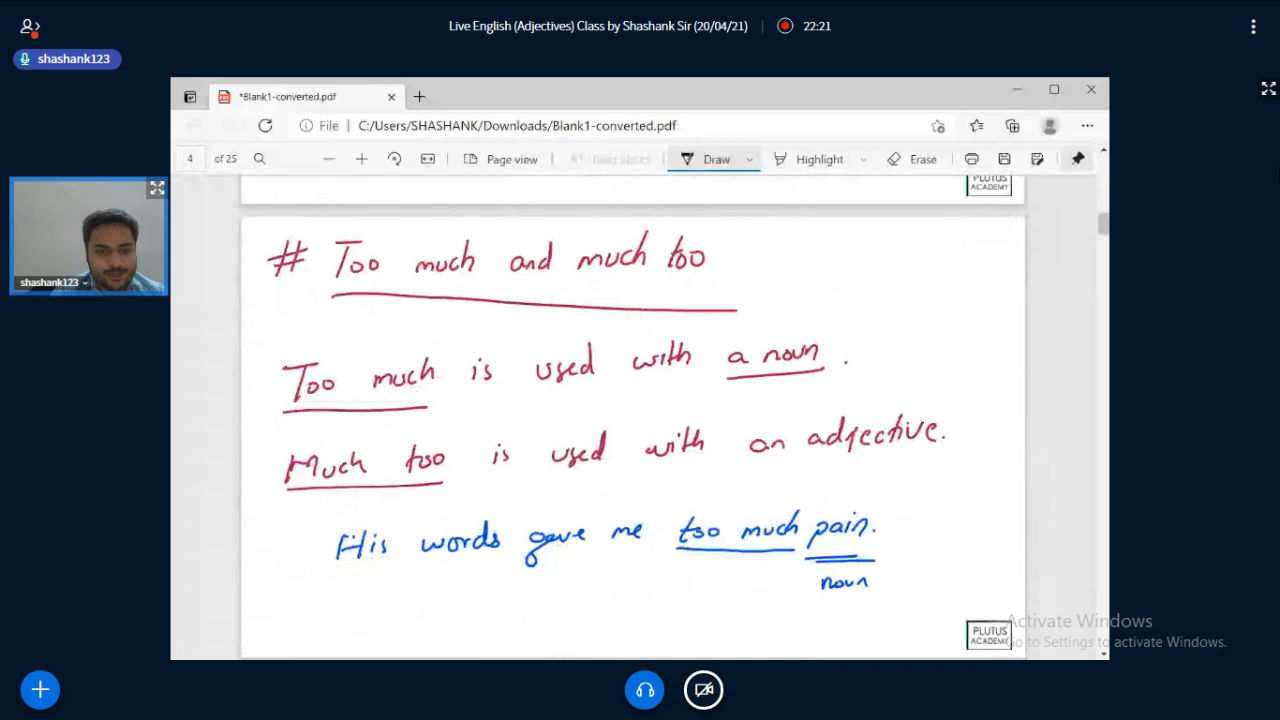 Live English (Adjectives) Class by Shashank Sir (20/04/21)
22:21
shashank123
*Blank1-converted.pdf
File
C:/Users/SHASHANK/Downloads/Blank1-converted.pdf
4 of 25
Page view
Draw
Highlight
Erase
PLUTUS
ACADEMY
shashank123
# Too much and much too
Too much is used with a noun.
Much too is used with an adjective.
His words gave me too much pain.
noun
PLUTUS
ACADEMY
Activate Windows
Go to Settings to activate Windows.